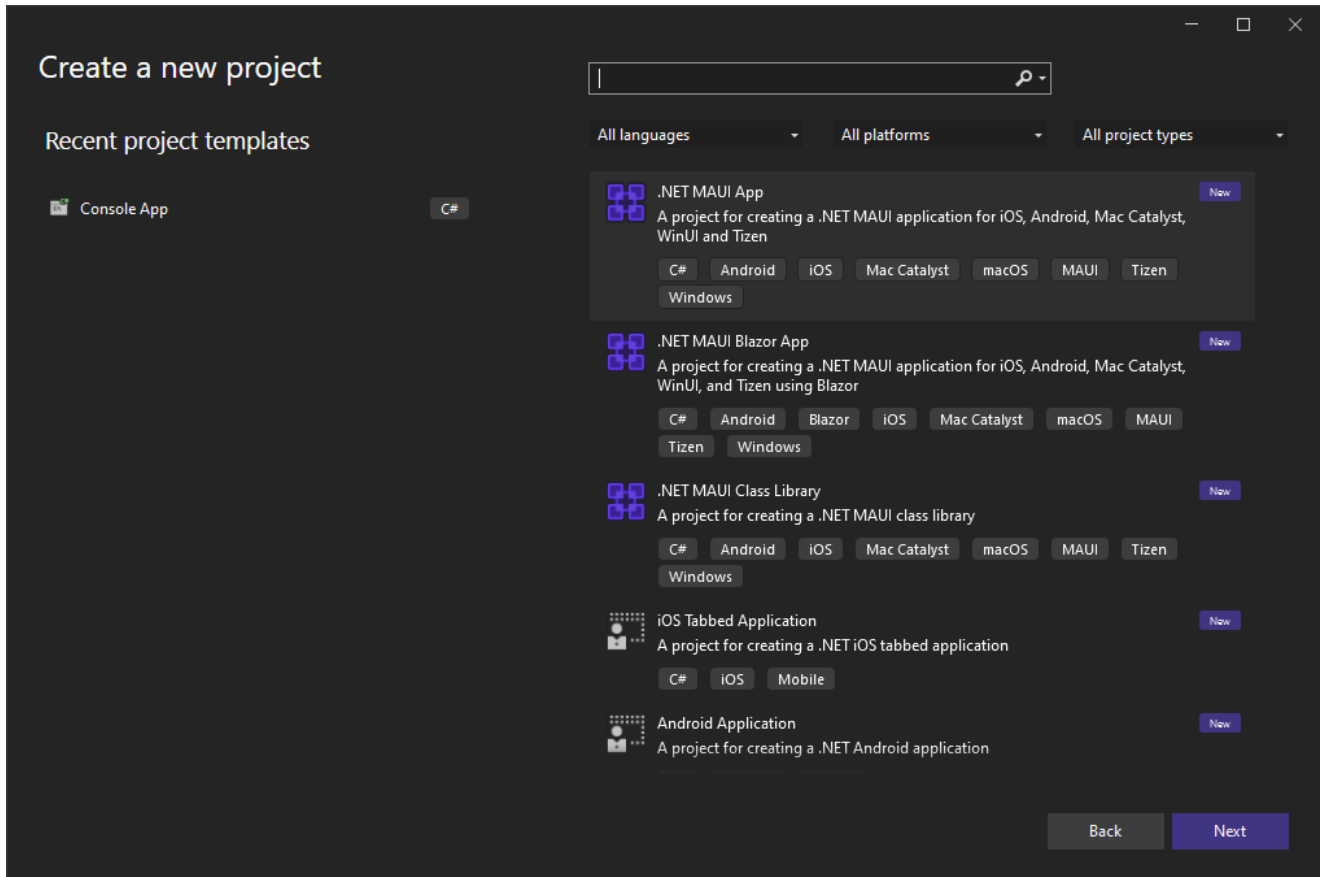 Create a new project
Recent project templates
Console App
C#
All languages
All platforms
All project types
.NET MAUI App
New
A project for creating a .NET MAUI application for iOS, Android, Mac Catalyst,
WinUI and Tizen
C# Android iOS Mac Catalyst macOS MAUI Tizen
Windows
.NET MAUI Blazor App
New
A project for creating a .NET MAUI application for iOS, Android, Mac Catalyst,
WinUI, and Tizen using Blazor
C# Android Blazor iOS Mac Catalyst macOS MAUI
Tizen Windows
.NET MAUI Class Library
New
A project for creating a .NET MAUI class library
C# Android iOS Mac Catalyst macOS MAUI Tizen
Windows
iOS Tabbed Application
New
A project for creating a .NET iOS tabbed application
C# iOS Mobile
Android Application
New
A project for creating a .NET Android application
Back
Next